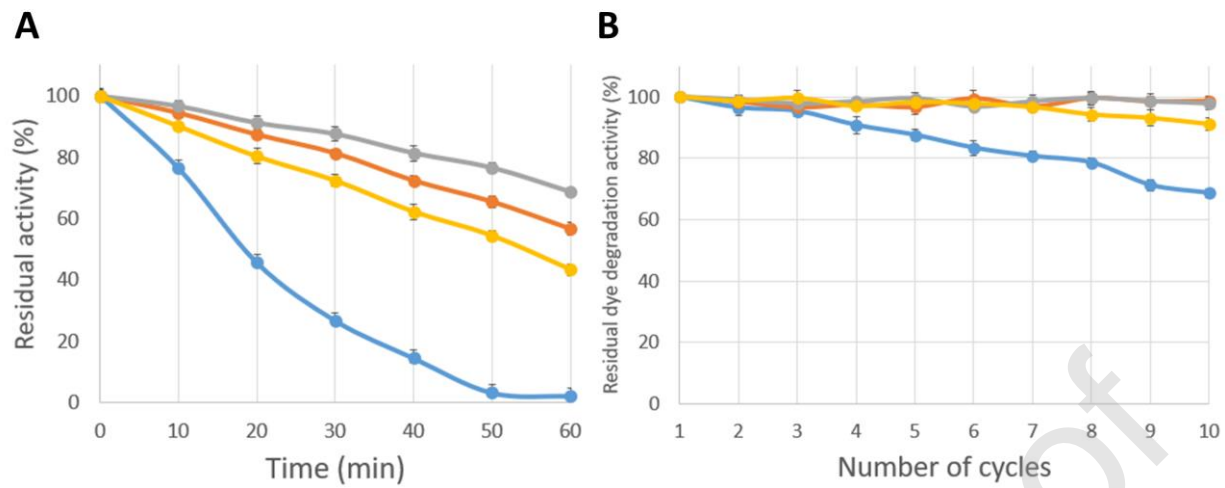 A
Residual activity (%)
100
80
60
40
20
0
0 10 20 30 40 50 60
Time (min)
B
Residual dye degradation activity (%)
100
80
60
40
20
0
1 2 3 4 5 6 7 8 9 10
Number of cycles
of